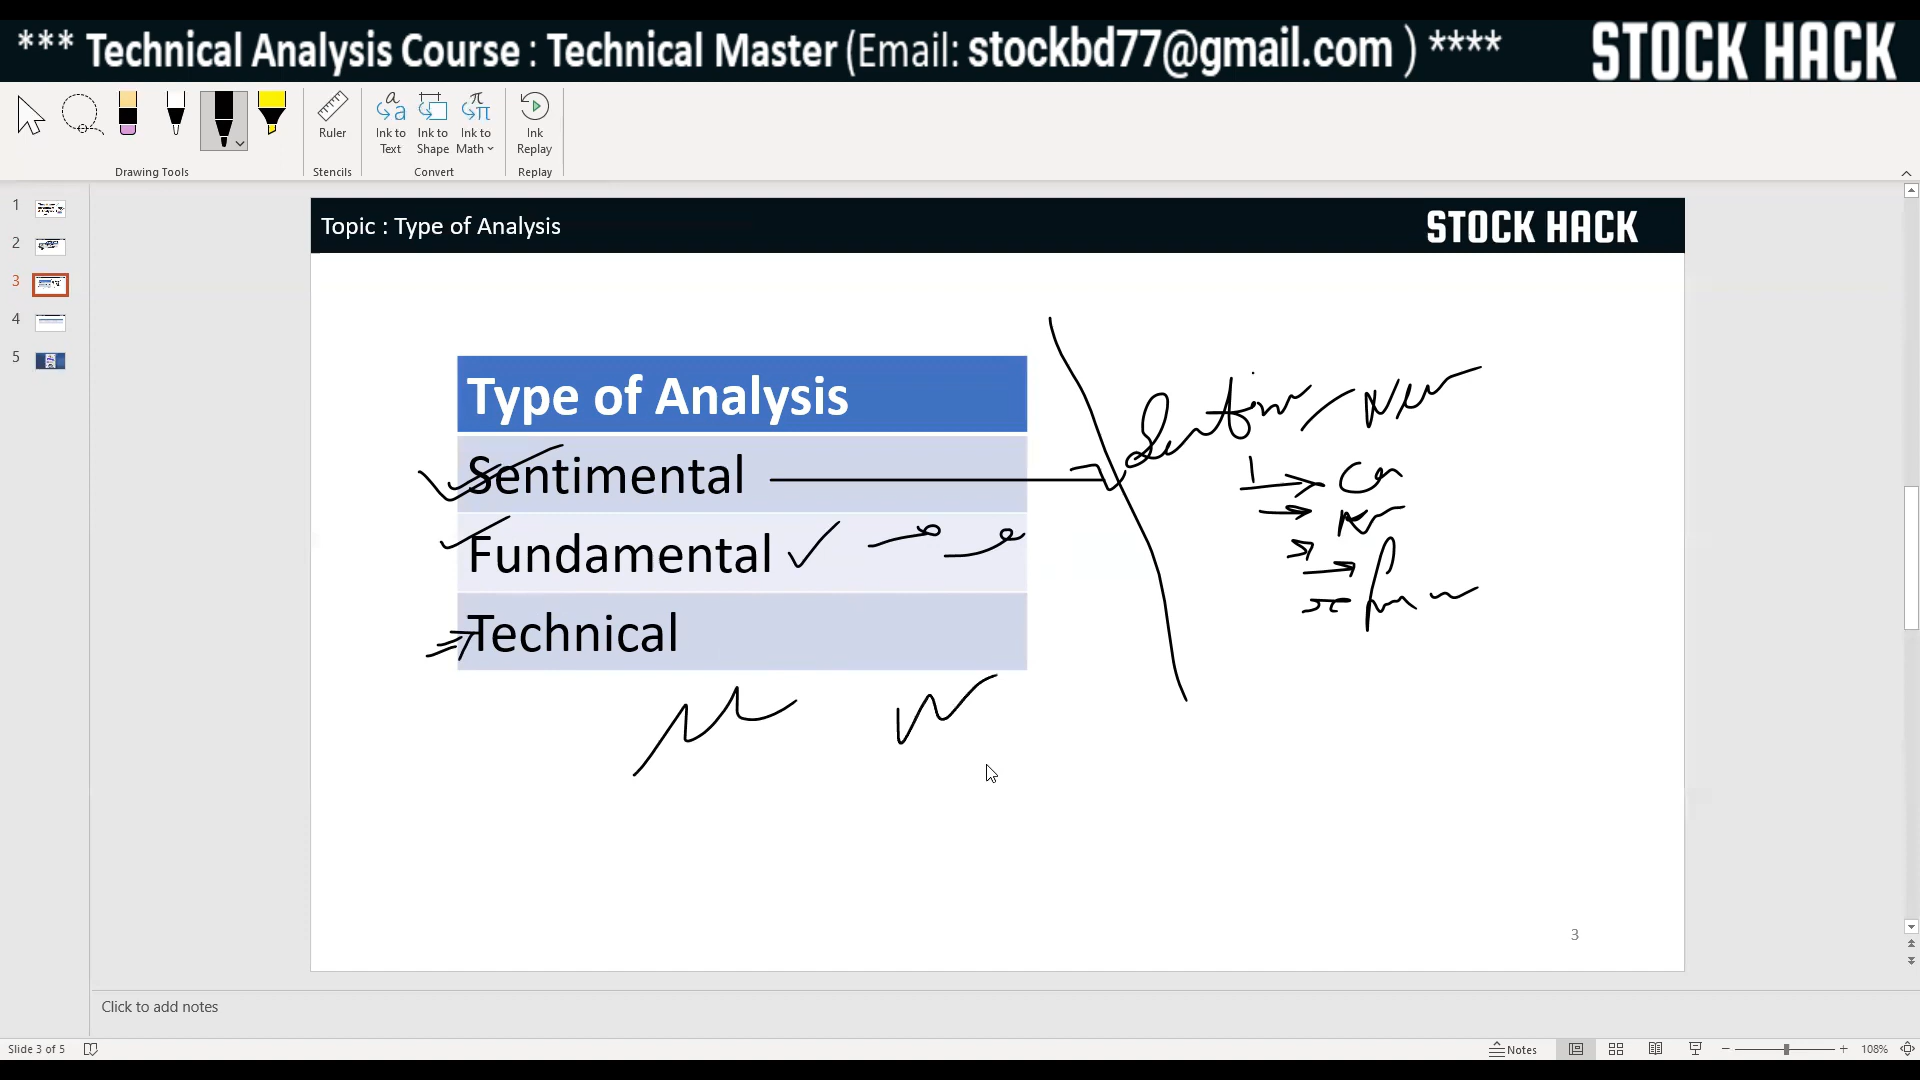 *** Technical Analysis Course : Technical Master (Email: stockbd77@gmail.com ) **** STOCK HACK
Ruler
Ink to Text
Ink to Shape
Ink to Math
Ink Replay
Drawing Tools
Stencils
Convert
Replay
1
2
3
4
5
Topic : Type of Analysis STOCK HACK
Type of Analysis
Sentimental
Fundamental
Technical
3
Click to add notes
Slide 3 of 5
Notes
108%